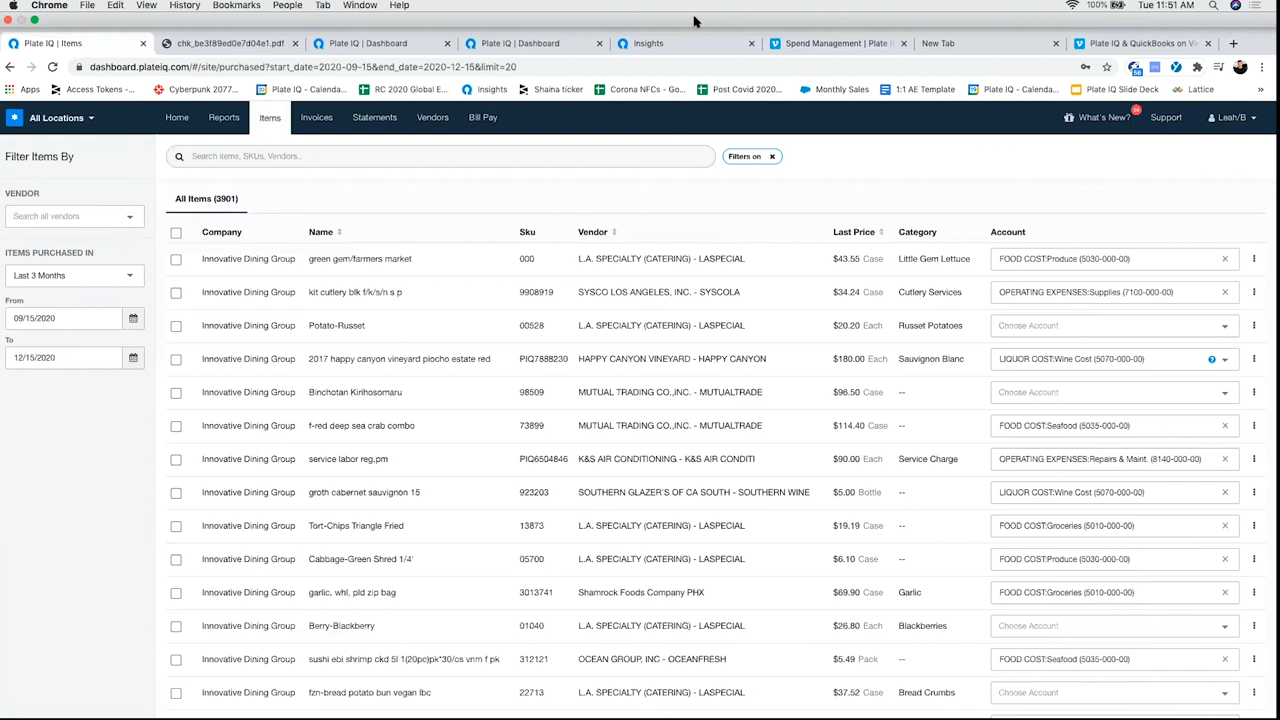 Chrome File Edit View History Bookmarks People Tab Window Help 100% Tue 11:51 AM
Plate IQ | Items chk_be3f89ed0e7d04e1.pdf Plate IQ | Dashboard Plate IQ | Dashboard Insights Spend Management | Plate New Tab Plate IQ & QuickBooks on Vi
dashboard.plateiq.com/#/site/purchased?start_date=2020-09-15&end_date=2020-12-15&limit=20 56
Apps Access Tokens -... Cyberpunk 2077... Plate IQ - Calenda... RC 2020 Global E... Insights Shaina ticker Corona NFCs - Go... Post Covid 2020... Monthly Sales 1:1 AE Template Plate IQ - Calenda... Plate IQ Slide Deck Lattice »
All Locations Home Reports Items Invoices Statements Vendors Bill Pay What's New? Support Leah/B
Filter Items By
Search items, SKUs, Vendors.. Filters on
VENDOR
Search all vendors
ITEMS PURCHASED IN
Last 3 Months
From
09/15/2020
To
12/15/2020
All Items (3901)
Company Name Sku Vendor Last Price Category Account
Innovative Dining Group green gem/farmers market 000 L.A. SPECIALTY (CATERING) - LASPECIAL $43.55 Case Little Gem Lettuce FOOD COST:Produce (5030-000-00)
Innovative Dining Group kit cutlery blk f/k/s/n s p 9908919 SYSCO LOS ANGELES, INC. - SYSCOLA $34.24 Case Cutlery Services OPERATING EXPENSES:Supplies (7100-000-00)
Innovative Dining Group Potato-Russet 00528 L.A. SPECIALTY (CATERING) - LASPECIAL $20.20 Each Russet Potatoes Choose Account
Innovative Dining Group 2017 happy canyon vineyard piocho estate red PIQ7888230 HAPPY CANYON VINEYARD - HAPPY CANYON $180.00 Each Sauvignon Blanc LIQUOR COST:Wine Cost (5070-000-00)
Innovative Dining Group Binchotan Kirihosomaru 98509 MUTUAL TRADING CO.,INC. - MUTUALTRADE $96.50 Case -- Choose Account
Innovative Dining Group f-red deep sea crab combo 73899 MUTUAL TRADING CO.,INC. - MUTUALTRADE $114.40 Case -- FOOD COST:Seafood (5035-000-00)
Innovative Dining Group service labor reg,pm PIQ6504846 K&S AIR CONDITIONING - K&S AIR CONDITI $90.00 Each Service Charge OPERATING EXPENSES:Repairs & Maint. (8140-000-00)
Innovative Dining Group groth cabernet sauvignon 15 923203 SOUTHERN GLAZER'S OF CA SOUTH - SOUTHERN WINE $5.00 Bottle -- LIQUOR COST:Wine Cost (5070-000-00)
Innovative Dining Group Tort-Chips Triangle Fried 13873 L.A. SPECIALTY (CATERING) - LASPECIAL $19.19 Case -- FOOD COST:Groceries (5010-000-00)
Innovative Dining Group Cabbage-Green Shred 1/4' 05700 L.A. SPECIALTY (CATERING) - LASPECIAL $6.10 Case -- FOOD COST:Produce (5030-000-00)
Innovative Dining Group garlic, whl, pld zip bag 3013741 Shamrock Foods Company PHX $69.90 Case Garlic FOOD COST:Groceries (5010-000-00)
Innovative Dining Group Berry-Blackberry 01040 L.A. SPECIALTY (CATERING) - LASPECIAL $26.80 Each Blackberries Choose Account
Innovative Dining Group sushi ebi shrimp ckd 5l 1(20pc)pk*30/cs vnm f pk 312121 OCEAN GROUP, INC - OCEANFRESH $5.49 Pack -- FOOD COST:Seafood (5035-000-00)
Innovative Dining Group fzn-bread potato bun vegan lbc 22713 L.A. SPECIALTY (CATERING) - LASPECIAL $37.52 Case Bread Crumbs Choose Account